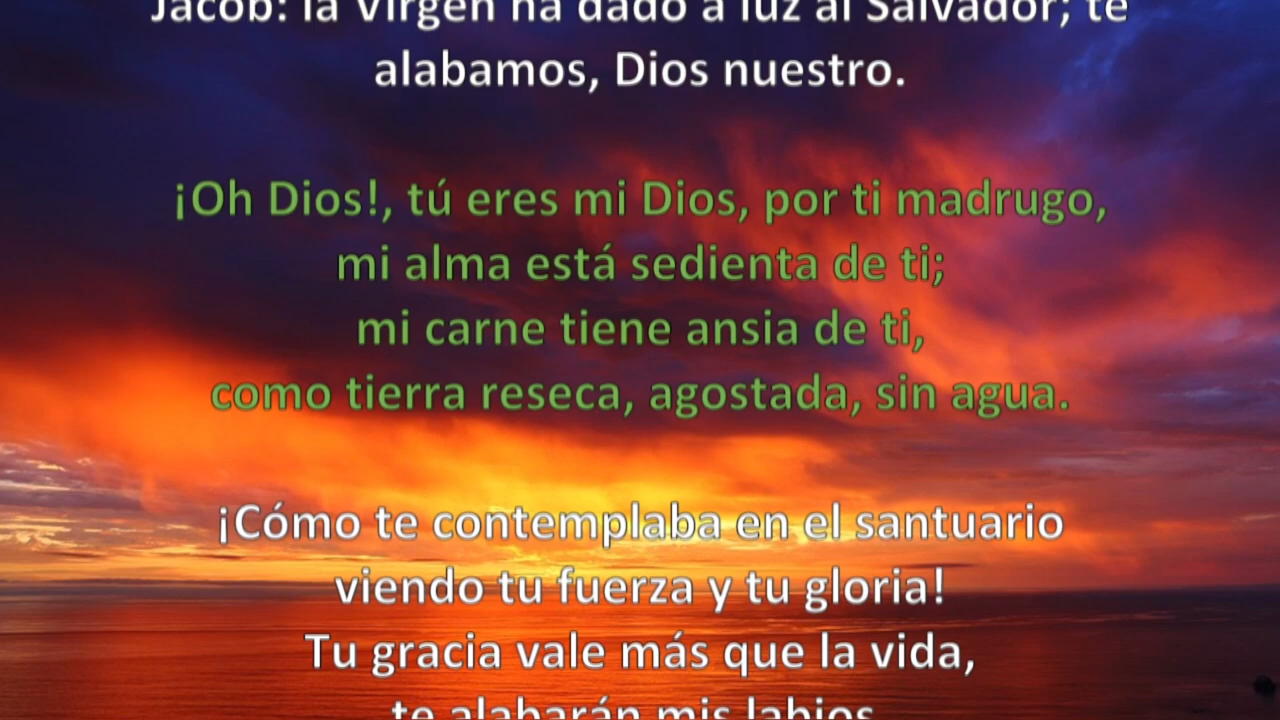 Jacob: la Virgen ha dado a luz al Salvador; te
alabamos, Dios nuestro.
¡Oh Dios!, tú eres mi Dios, por ti madrugo,
mi alma está sedienta de ti;
mi carne tiene ansia de ti,
como tierra reseca, agostada, sin agua.
¡Cómo te contemplaba en el santuario
viendo tu fuerza y tu gloria!
Tu gracia vale más que la vida,
te alabarán mis labios.